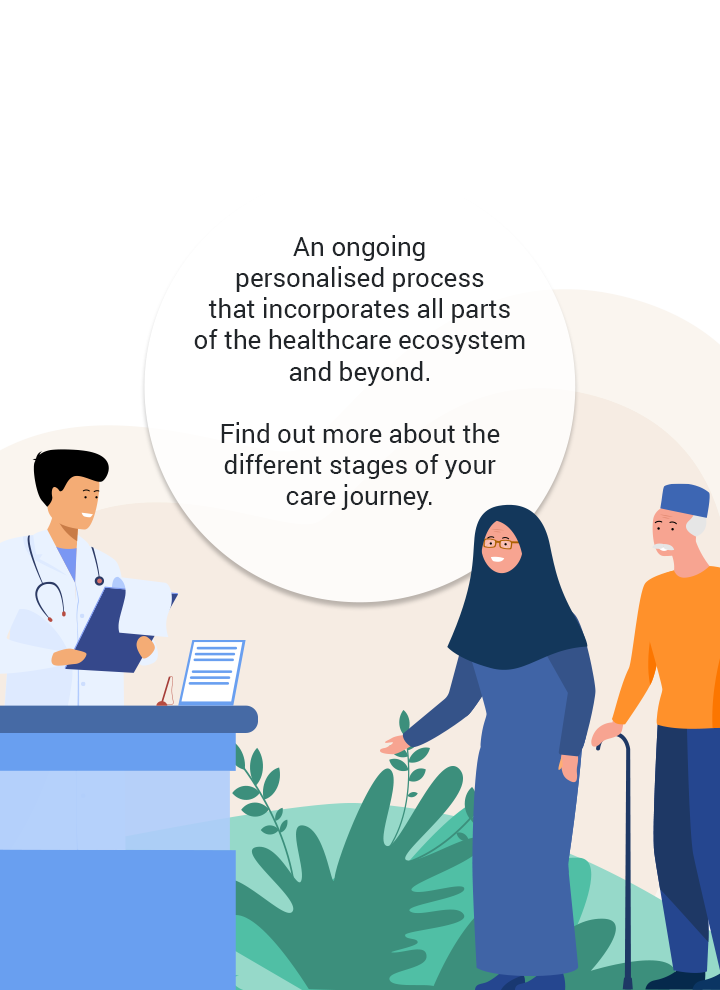 An ongoing
personalised process
that incorporates all parts
of the healthcare ecosystem
and beyond.
Find out more about the
different stages of your
care journey.